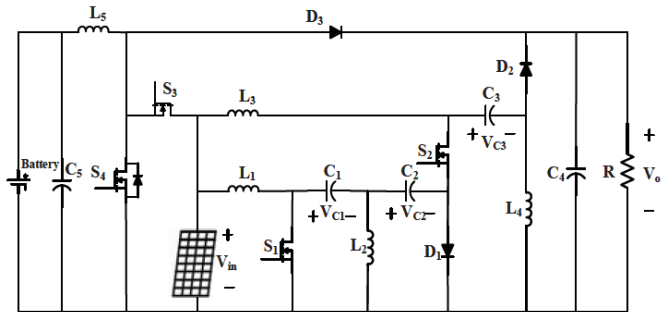 L5
D3
D2
S3
L3
C3
+ VC3 −
S2
Battery
C5
S4
L1
C1
C2
+ VC1 −
+ VC2 −
C4
R
+
Vo
−
L4
S1
L2
D1
+
Vin
−